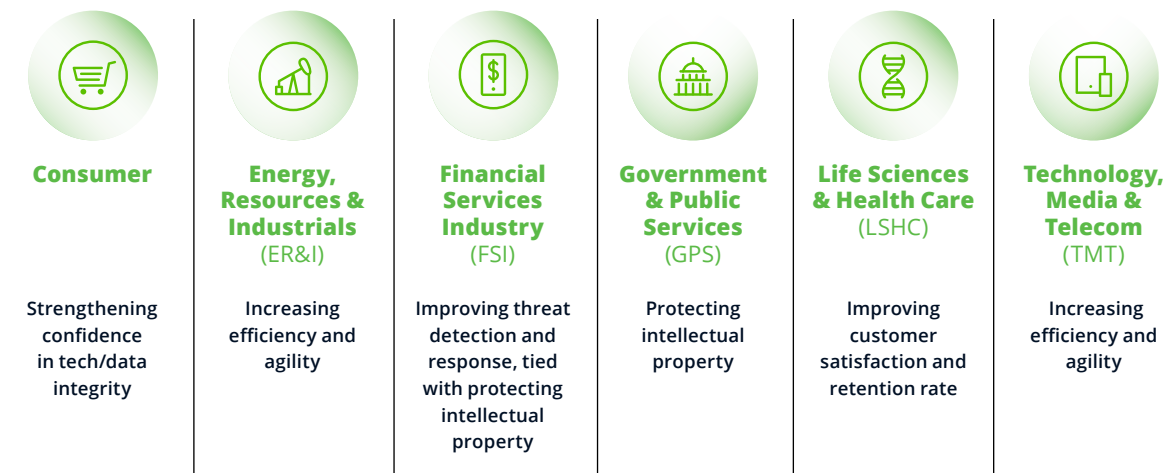 Consumer
Strengthening
confidence
in tech/data
integrity
Energy,
Resources &
Industrials
(ER&I)
Increasing
efficiency and
agility
$
Financial
Services
Industry
(FSI)
Improving threat
detection and
response, tied
with protecting
intellectual
property
Government
& Public
Services
(GPS)
Protecting
intellectual
property
Life Sciences
& Health Care
(LSHC)
Improving
customer
satisfaction and
retention rate
Technology,
Media &
Telecom
(TMT)
Increasing
efficiency and
agility